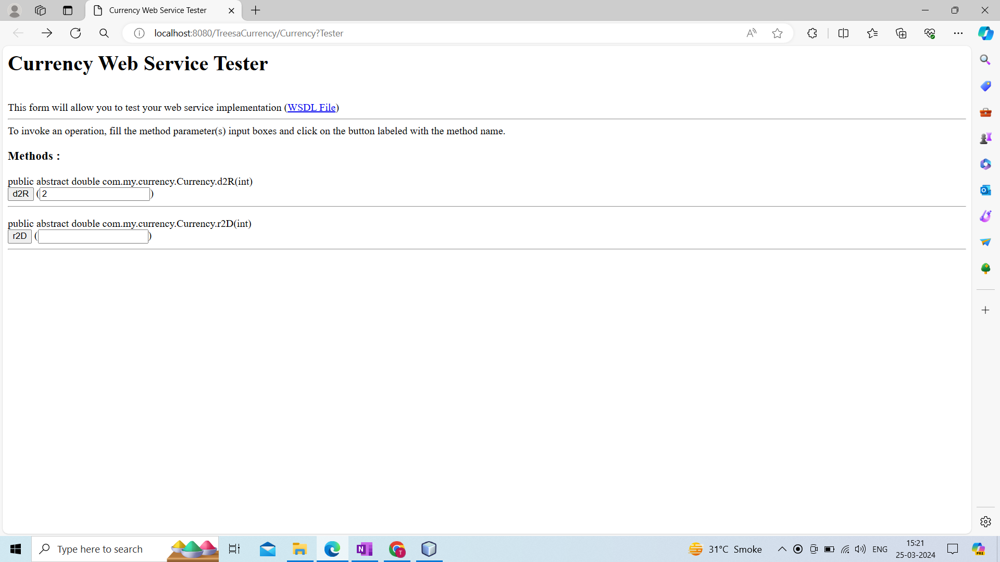 Currency Web Service Tester
localhost:8080/TreesaCurrency/Currency?Tester
Currency Web Service Tester
This form will allow you to test your web service implementation (WSDL File)
To invoke an operation, fill the method parameter(s) input boxes and click on the button labeled with the method name.
Methods :
public abstract double com.my.currency.Currency.d2R(int)
d2R (2)
public abstract double com.my.currency.Currency.r2D(int)
r2D ()
Type here to search
31°C Smoke
ENG
15:21
25-03-2024
PRE